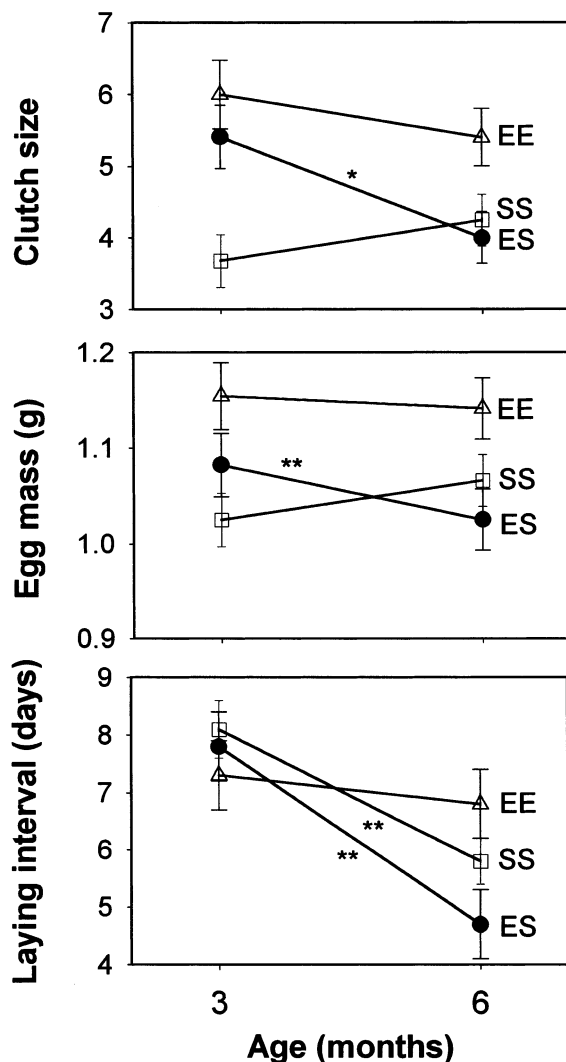 Clutch size
7
6
5
4
3
*
EE
SS
ES
Egg mass (g)
1.2
1.1
1.0
0.9
**
EE
SS
ES
Laying interval (days)
9
8
7
6
5
4
**
**
EE
SS
ES
3 6
Age (months)